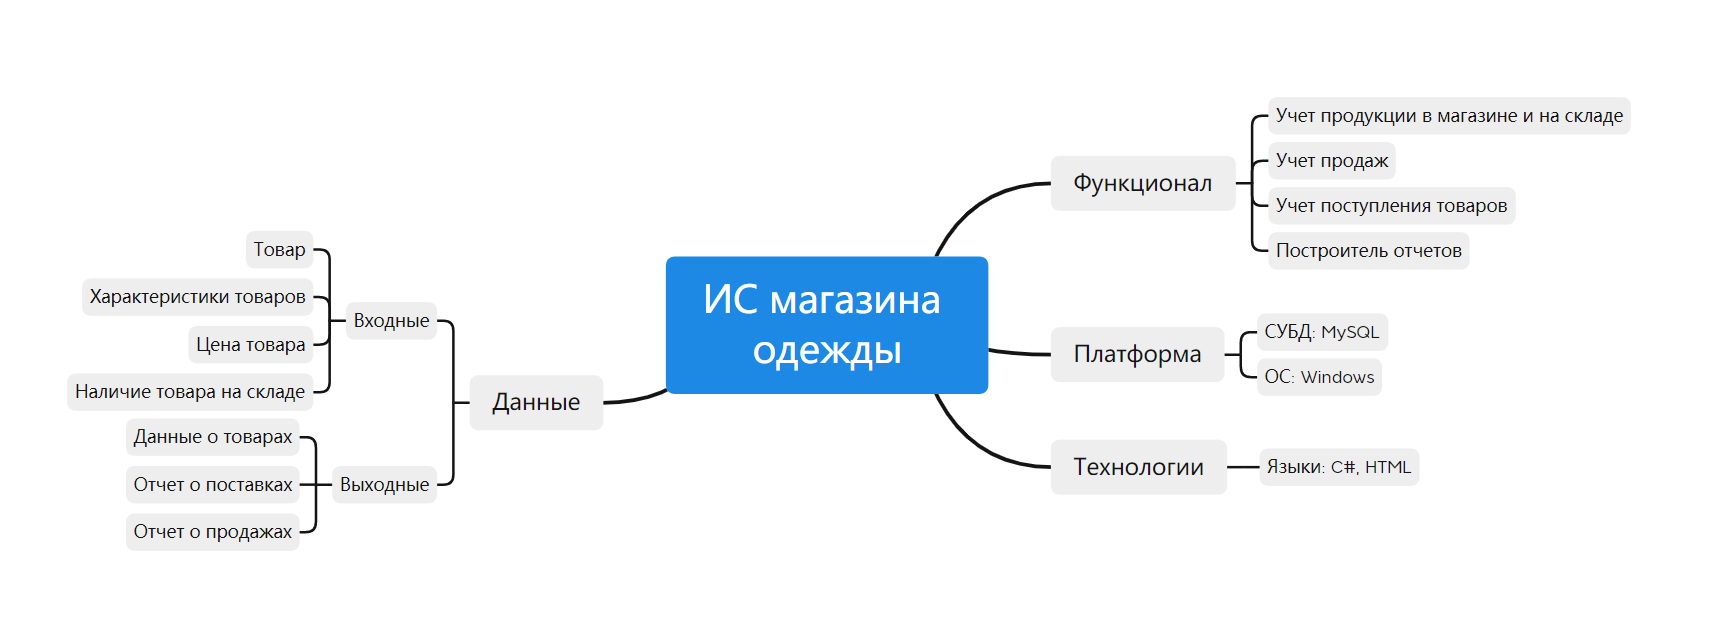 ИС магазина
одежды
Функционал
Учет продукции в магазине и на складе
Учет продаж
Учет поступления товаров
Построитель отчетов
Платформа
СУБД: MySQL
ОС: Windows
Технологии
Языки: C#, HTML
Данные
Входные
Товар
Характеристики товаров
Цена товара
Наличие товара на складе
Выходные
Данные о товарах
Отчет о поставках
Отчет о продажах